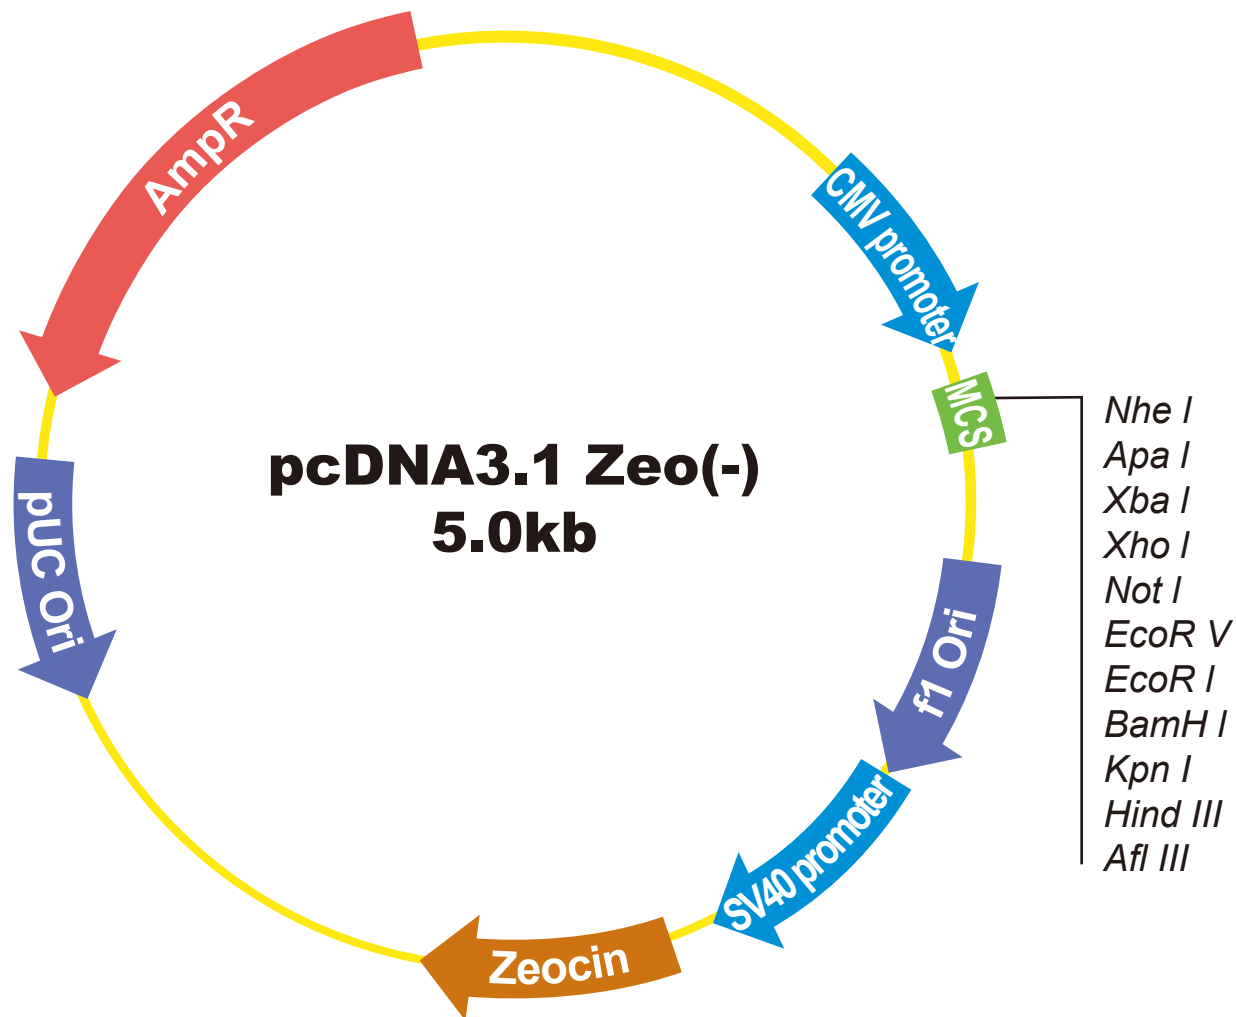 AmpR
CMV promoter
MCS
Nhe I
Apa I
Xba I
Xho I
Not I
EcoR V
EcoR I
BamH I
Kpn I
Hind III
Afl III
pcDNA3.1 Zeo(-)
5.0kb
pUC Ori
f1 Ori
SV40 promoter
Zeocin